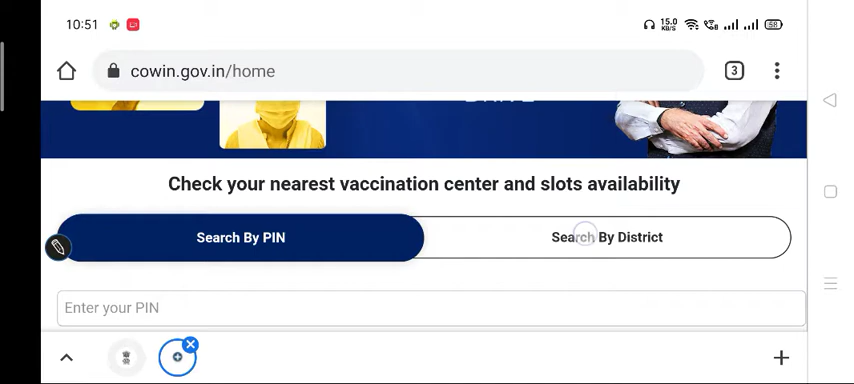 10:51
15.0
KB/S
58
cowin.gov.in/home
3
Check your nearest vaccination center and slots availability
Search By PIN
Search By District
Enter your PIN